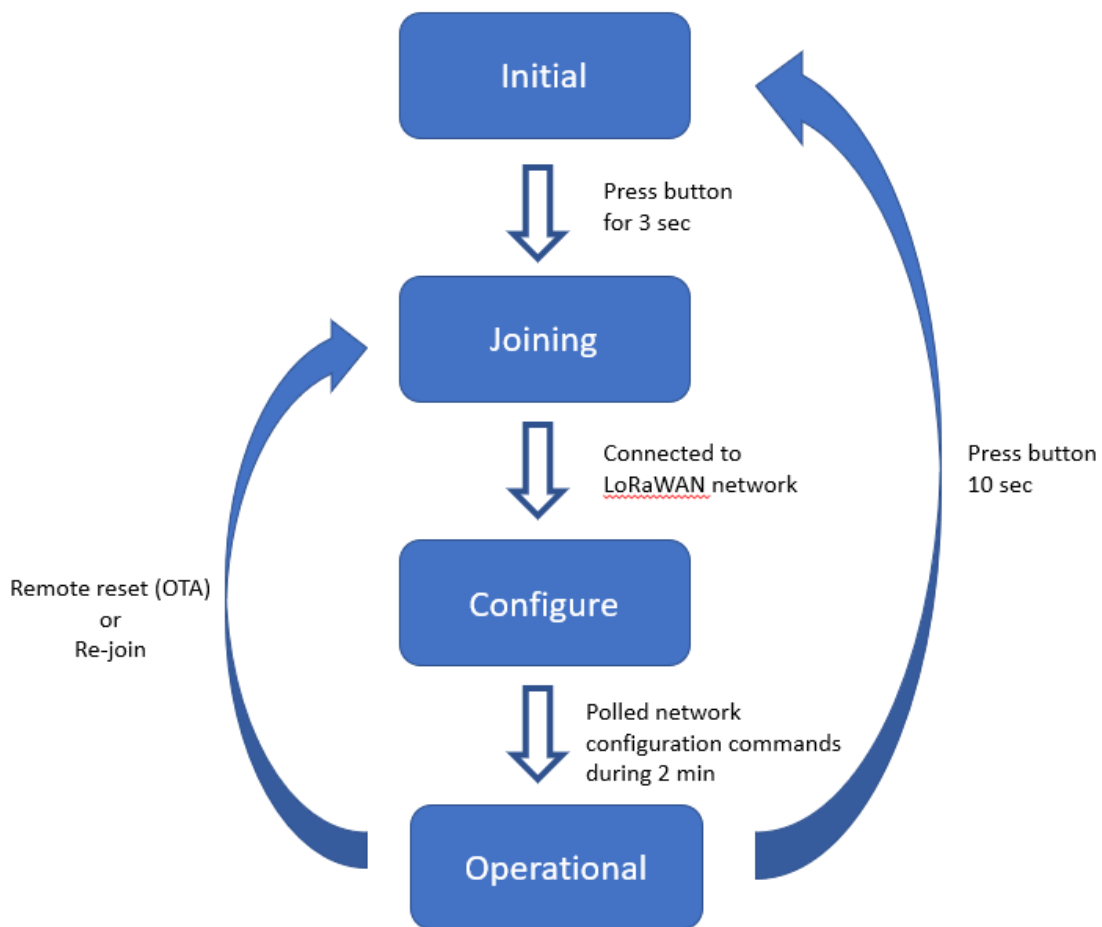 Initial
Press button
for 3 sec
Joining
Connected to
LoRaWAN network
Press button
10 sec
Remote reset (OTA)
or
Re-join
Configure
Polled network
configuration commands
during 2 min
Operational